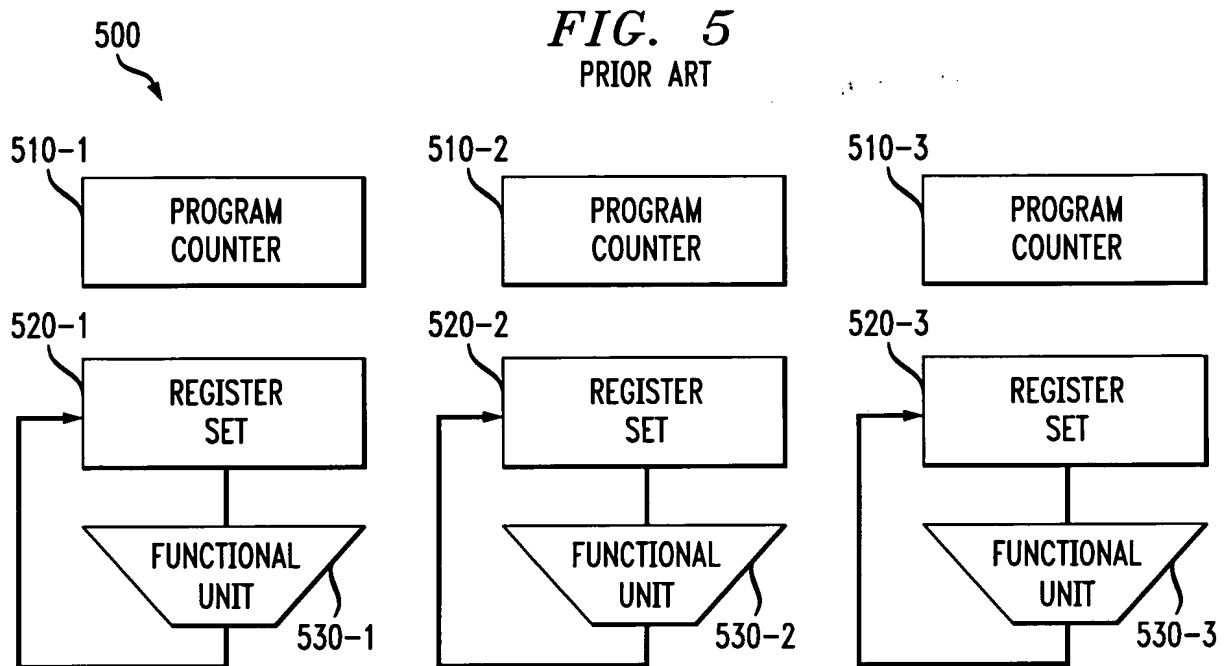 500
FIG. 5
PRIOR ART
510-1
510-2
510-3
PROGRAM
COUNTER
PROGRAM
COUNTER
PROGRAM
COUNTER
520-1
520-2
520-3
REGISTER
SET
REGISTER
SET
REGISTER
SET
FUNCTIONAL
UNIT
FUNCTIONAL
UNIT
FUNCTIONAL
UNIT
530-1
530-2
530-3